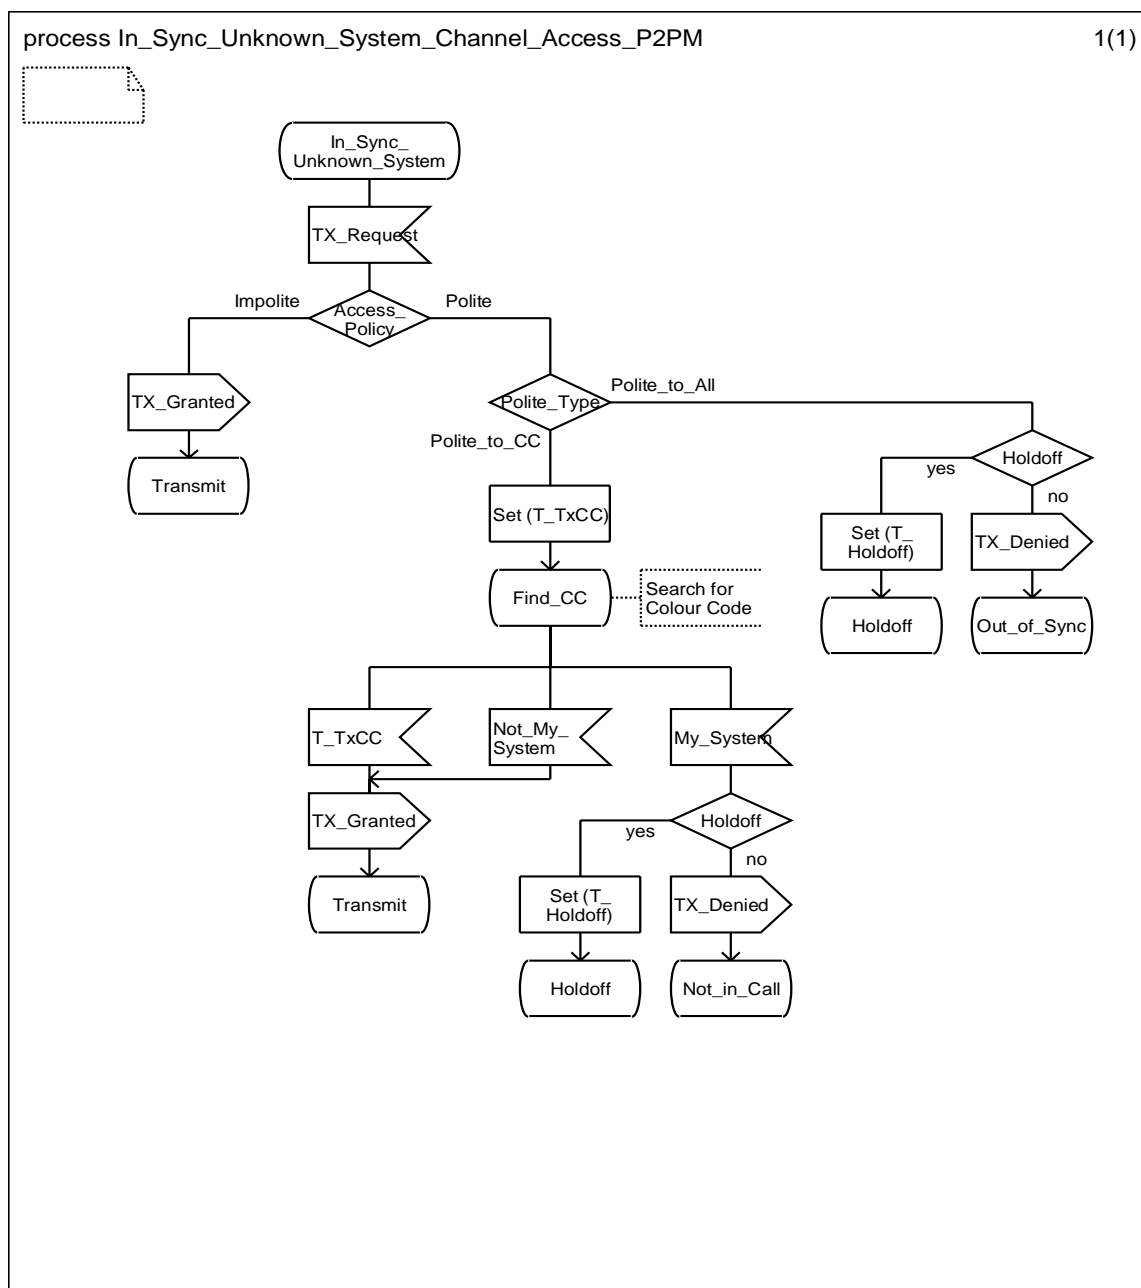 process In_Sync_Unknown_System_Channel_Access_P2PM
1(1)
In_Sync_
Unknown_System
TX_Request
Impolite
Access_
Policy
Polite
TX_Granted
Transmit
Polite_Type
Polite_to_All
Polite_to_CC
Holdoff
yes
no
Set (T_TxCC)
Set (T_
Holdoff)
TX_Denied
Find_CC
Search for
Colour Code
Holdoff
Out_of_Sync
T_TxCC
Not_My_
System
My_System
TX_Granted
Holdoff
yes
no
Transmit
Set (T_
Holdoff)
TX_Denied
Holdoff
Not_in_Call